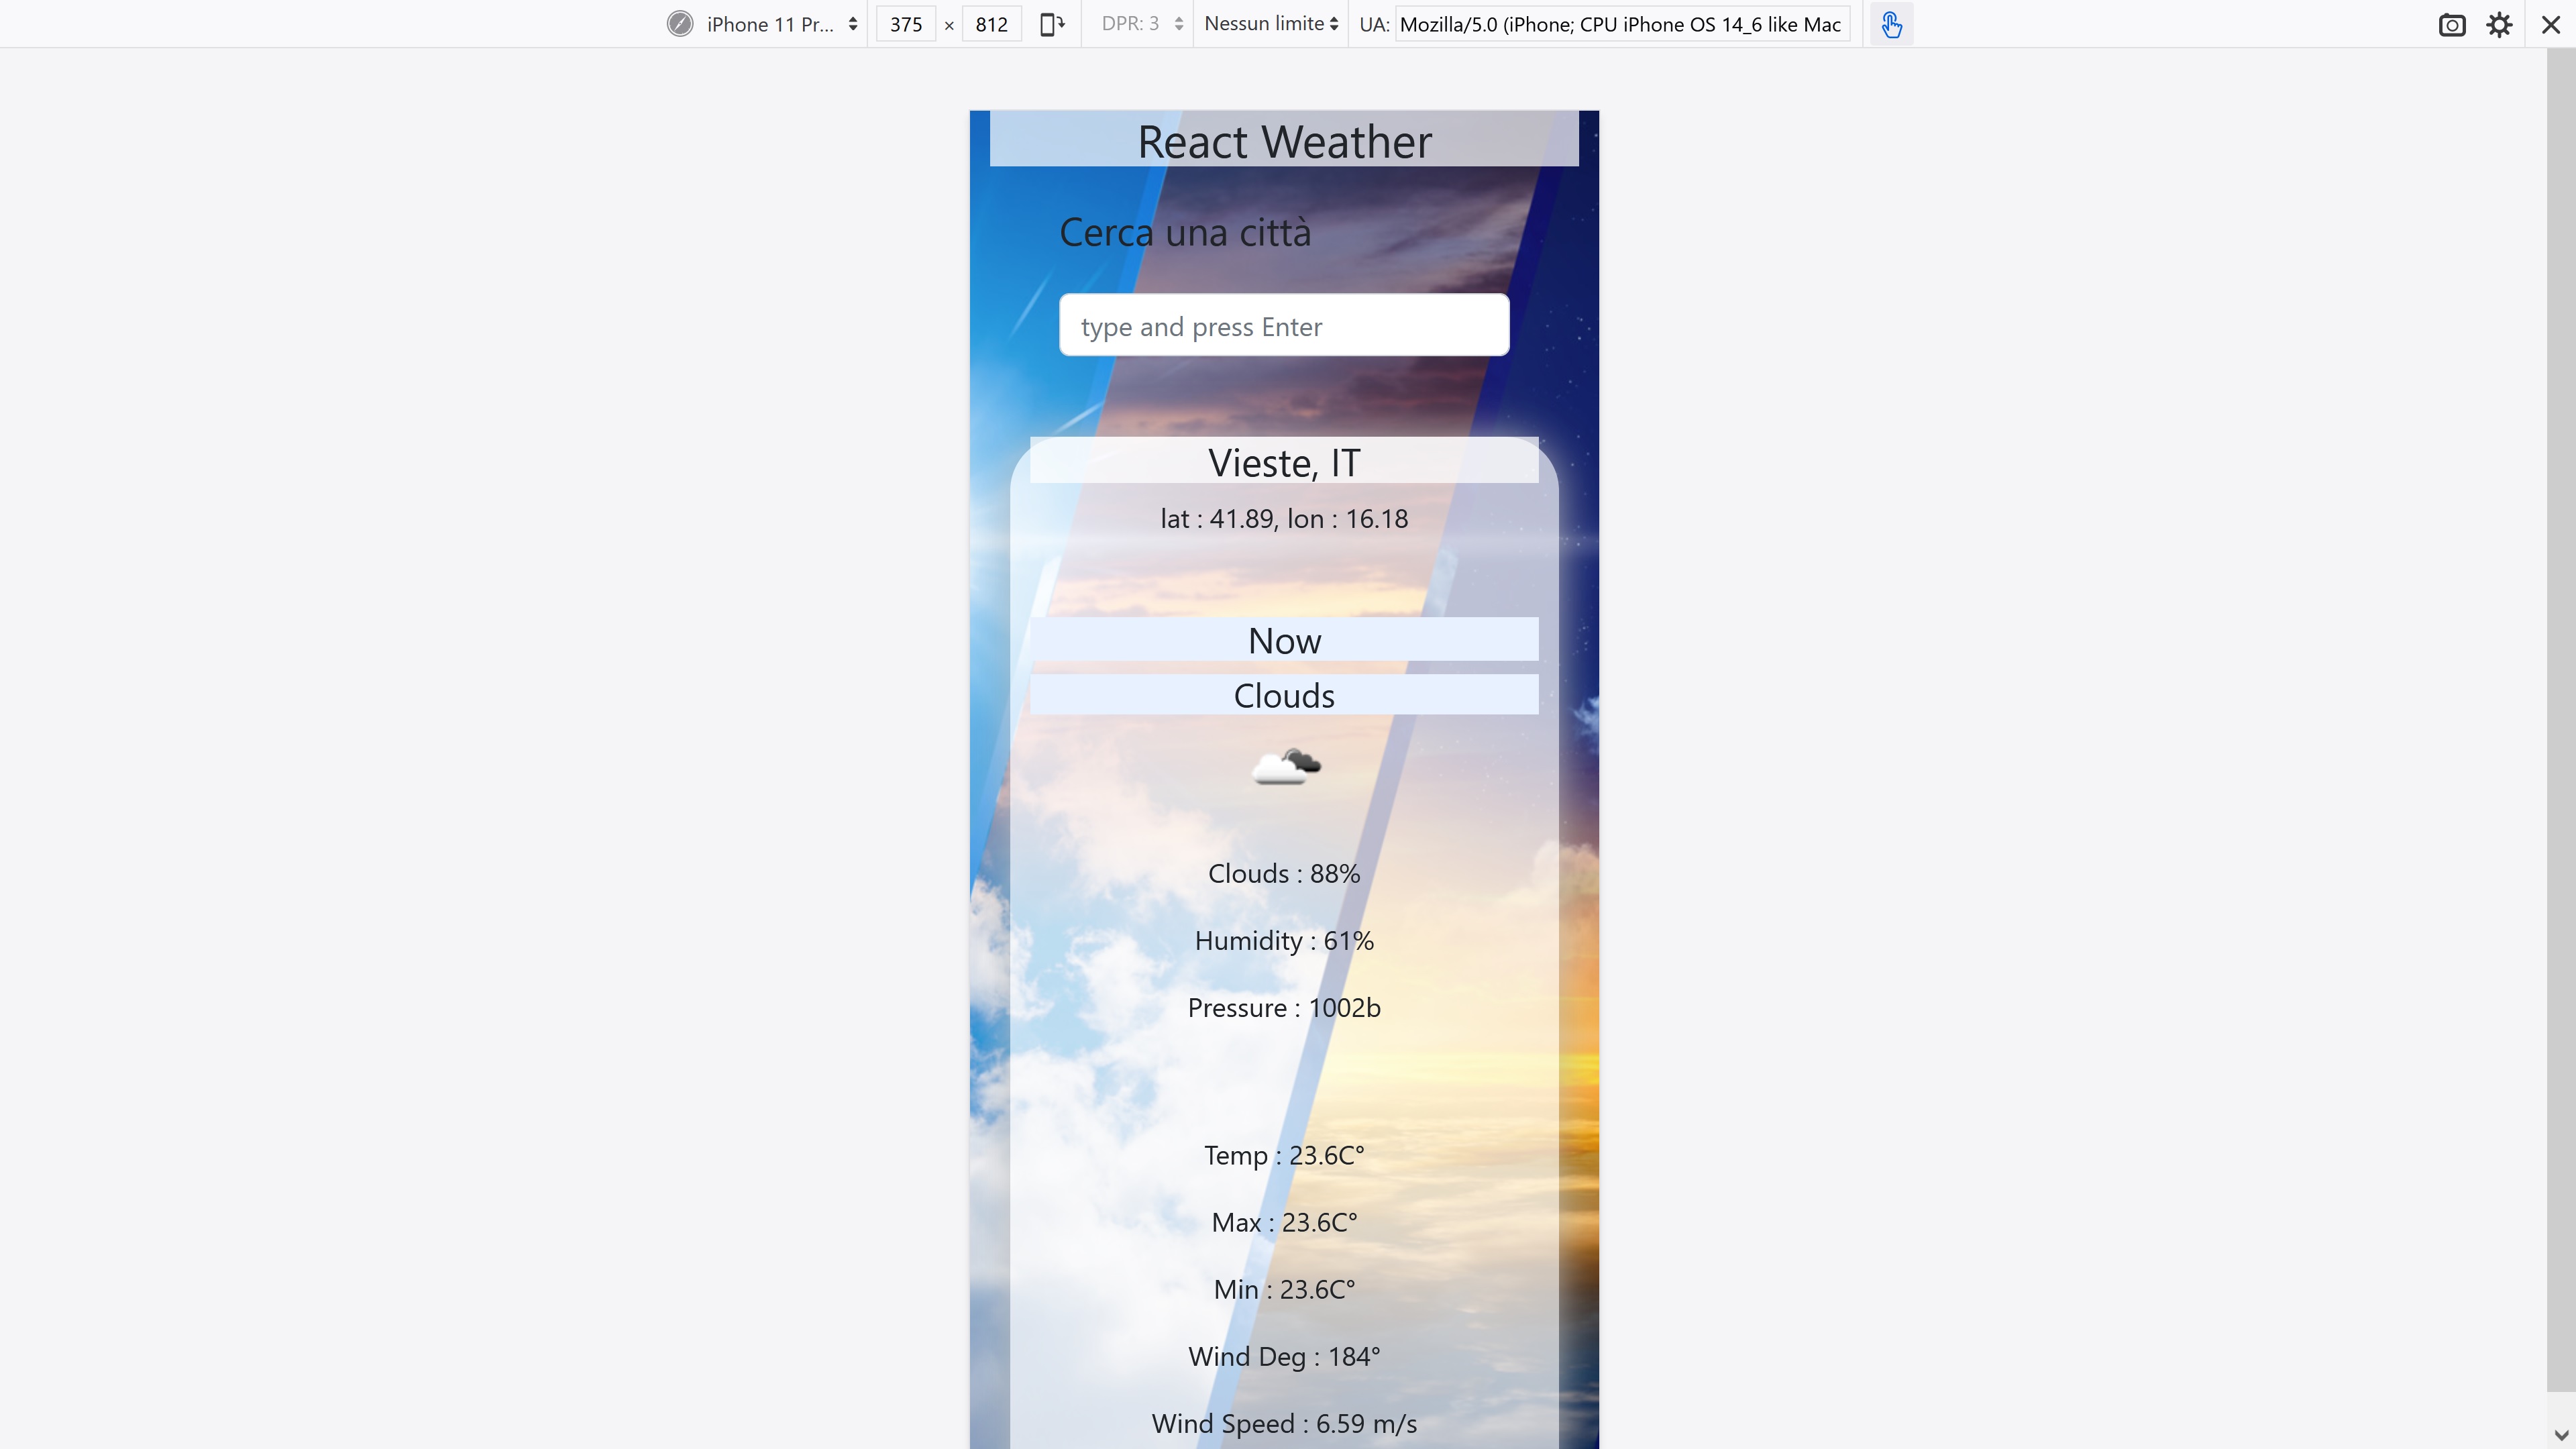 iPhone 11 Pr... 375 × 812 DPR: 3 Nessun limite UA: Mozilla/5.0 (iPhone; CPU iPhone OS 14_6 like Mac
React Weather
Cerca una città
type and press Enter
Vieste, IT
lat : 41.89, lon : 16.18
Now
Clouds
Clouds : 88%
Humidity : 61%
Pressure : 1002b
Temp : 23.6C°
Max : 23.6C°
Min : 23.6C°
Wind Deg : 184°
Wind Speed : 6.59 m/s